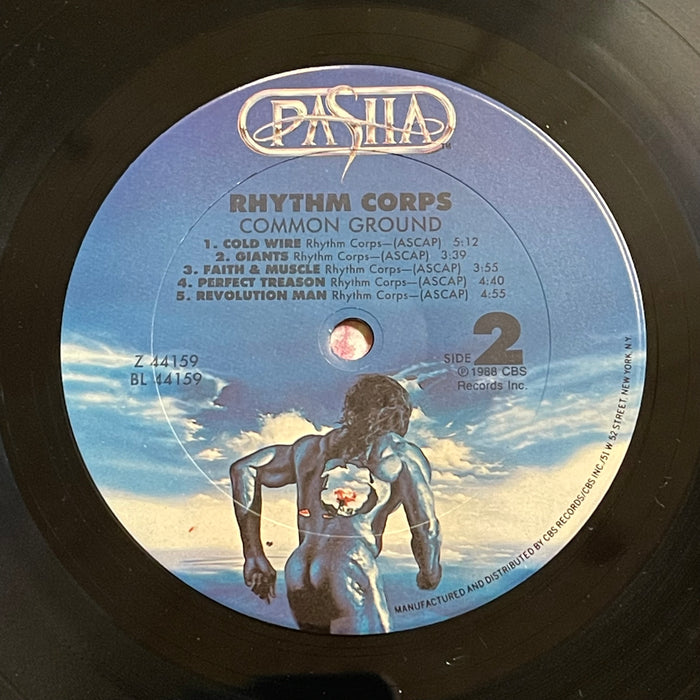 PASHA™
RHYTHM CORPS
COMMON GROUND
1. COLD WIRE Rhythm Corps—(ASCAP) 5:12
2. GIANTS Rhythm Corps—(ASCAP) 3:39
3. FAITH & MUSCLE Rhythm Corps—(ASCAP) 3:55
4. PERFECT TREASON Rhythm Corps—(ASCAP) 4:40
5. REVOLUTION MAN Rhythm Corps—(ASCAP) 4:55
Z 44159
BL 44159
SIDE 2
℗ 1988 CBS
Records Inc.
MANUFACTURED AND DISTRIBUTED BY CBS RECORDS/CBS INC./51 W. 52 STREET, NEW YORK, N.Y.